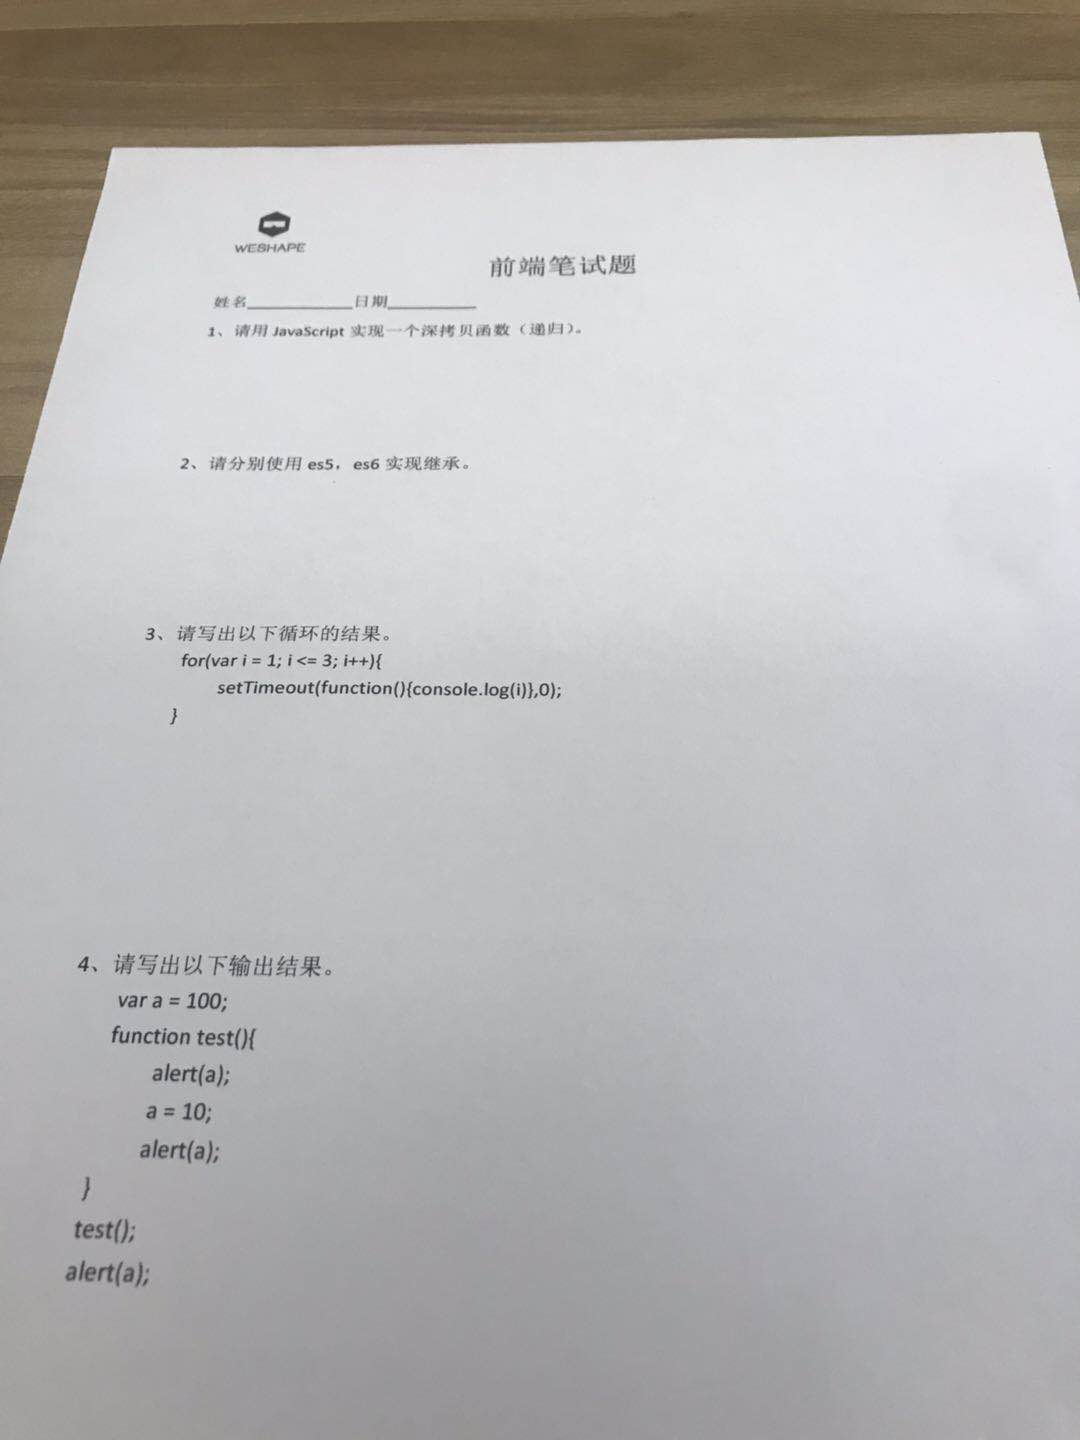 WESHAPE
前端笔试题
姓名____________日期__________
1、请用 JavaScript 实现一个深拷贝函数（递归）。
2、请分别使用 es5，es6 实现继承。
3、请写出以下循环的结果。
for(var i = 1; i <= 3; i++){
setTimeout(function(){console.log(i)},0);
}
4、请写出以下输出结果。
var a = 100;
function test(){
alert(a);
a = 10;
alert(a);
}
test();
alert(a);